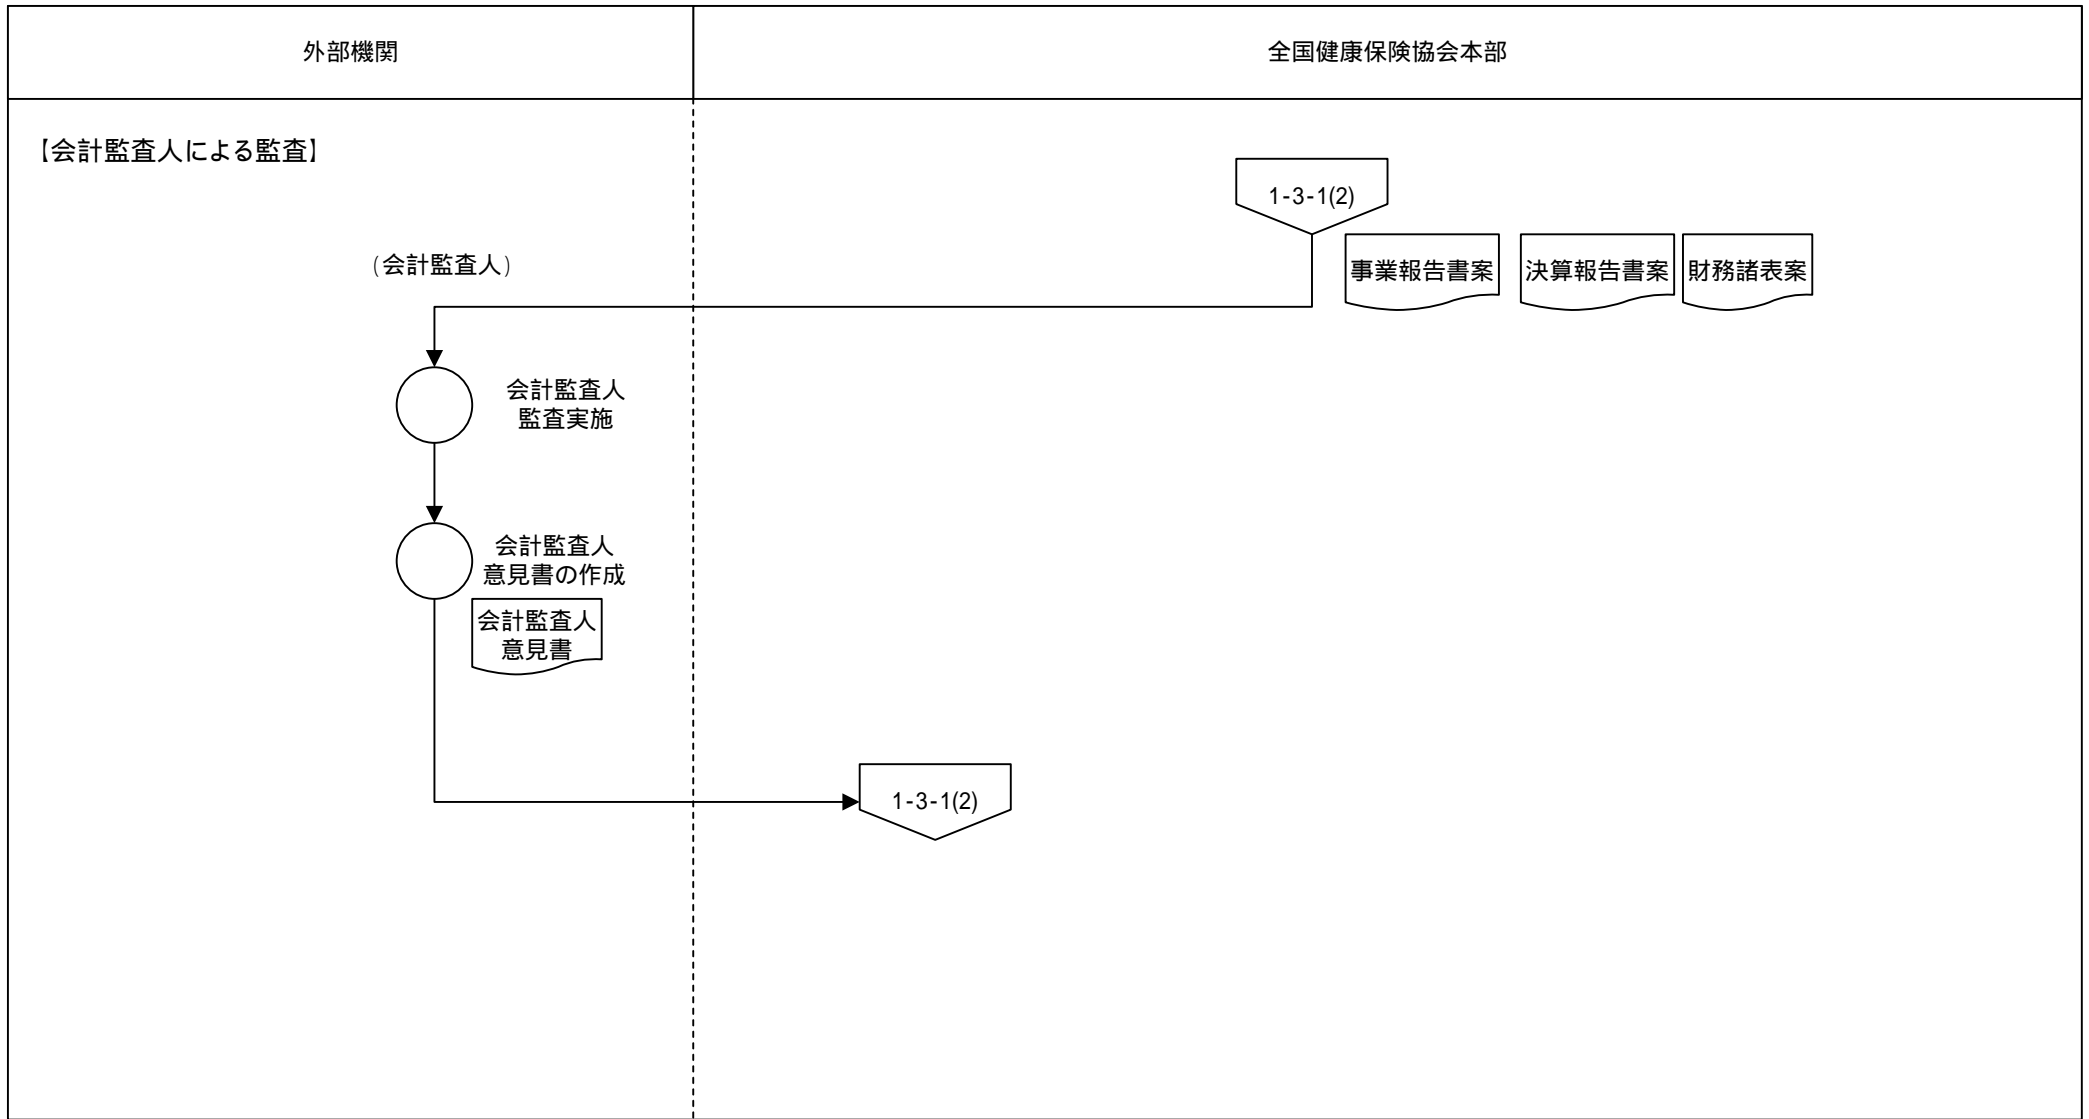 外部機関
全国健康保険協会本部
【会計監査人による監査】
1-3-1(2)
(会計監査人)
事業報告書案
決算報告書案
財務諸表案
会計監査人
監査実施
会計監査人
意見書の作成
会計監査人
意見書
1-3-1(2)